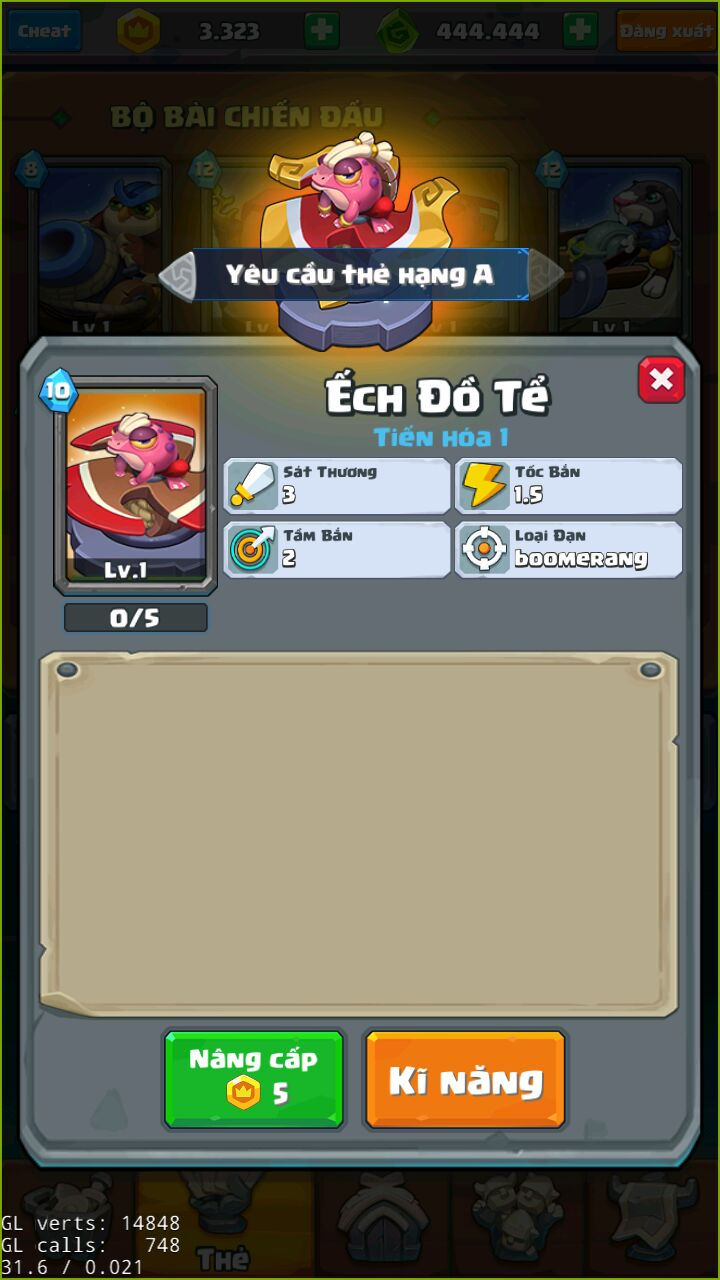 Cheat
3.323
444.444
Đăng xuất
BỘ BÀI CHIẾN ĐẤU
8
12
12
Yêu cầu thẻ hạng A
Lv 1
Lv 1
Ếch Đồ Tể
Tiến Hóa 1
10
Lv.1
0/5
Sát Thương
3
Tốc Bắn
1.5
Tầm Bắn
2
Loại Đạn
boomerang
Nâng cấp
5
Kĩ năng
Thẻ
GL verts: 14848
GL calls: 748
31.6 / 0.021